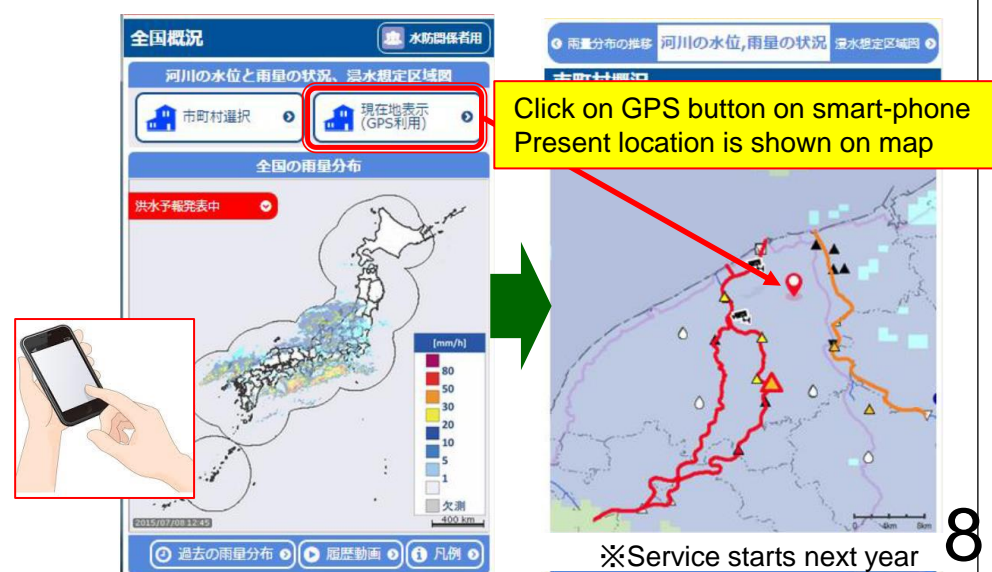 全国概況
水防関係者用
河川の水位と雨量の状況、浸水想定区域図
市町村選択
現在地表示
(GPS利用)
全国の雨量分布
洪水予報発表中
[mm/h]
80
50
30
20
10
5
1
欠測
400 km
2015/07/08 12:45
過去の雨量分布
履歴動画
凡例
雨量分布の推移
河川の水位,雨量の状況
浸水想定区域図
市町村概況
Click on GPS button on smart-phone
Present location is shown on map
0 4km 8km
※Service starts next year
8